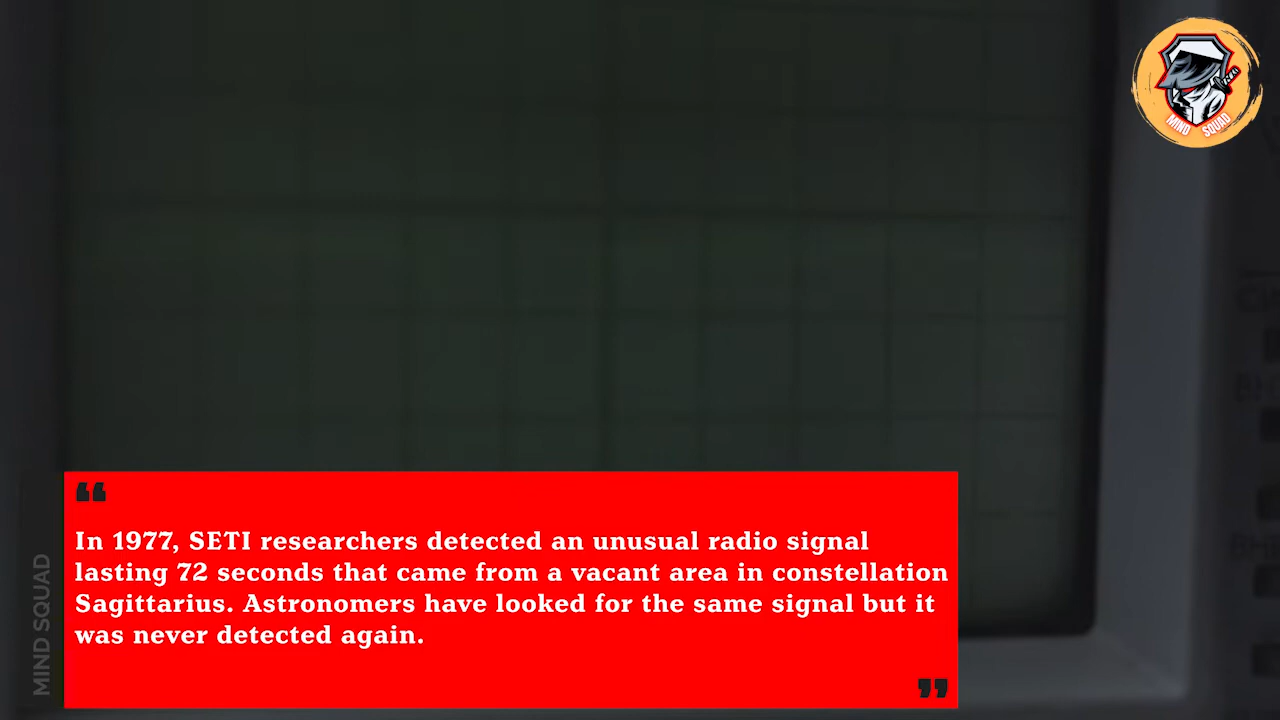 MIND SQUAD
❝
In 1977, SETI researchers detected an unusual radio signal
lasting 72 seconds that came from a vacant area in constellation
Sagittarius. Astronomers have looked for the same signal but it
was never detected again.
❞
MIND SQUAD